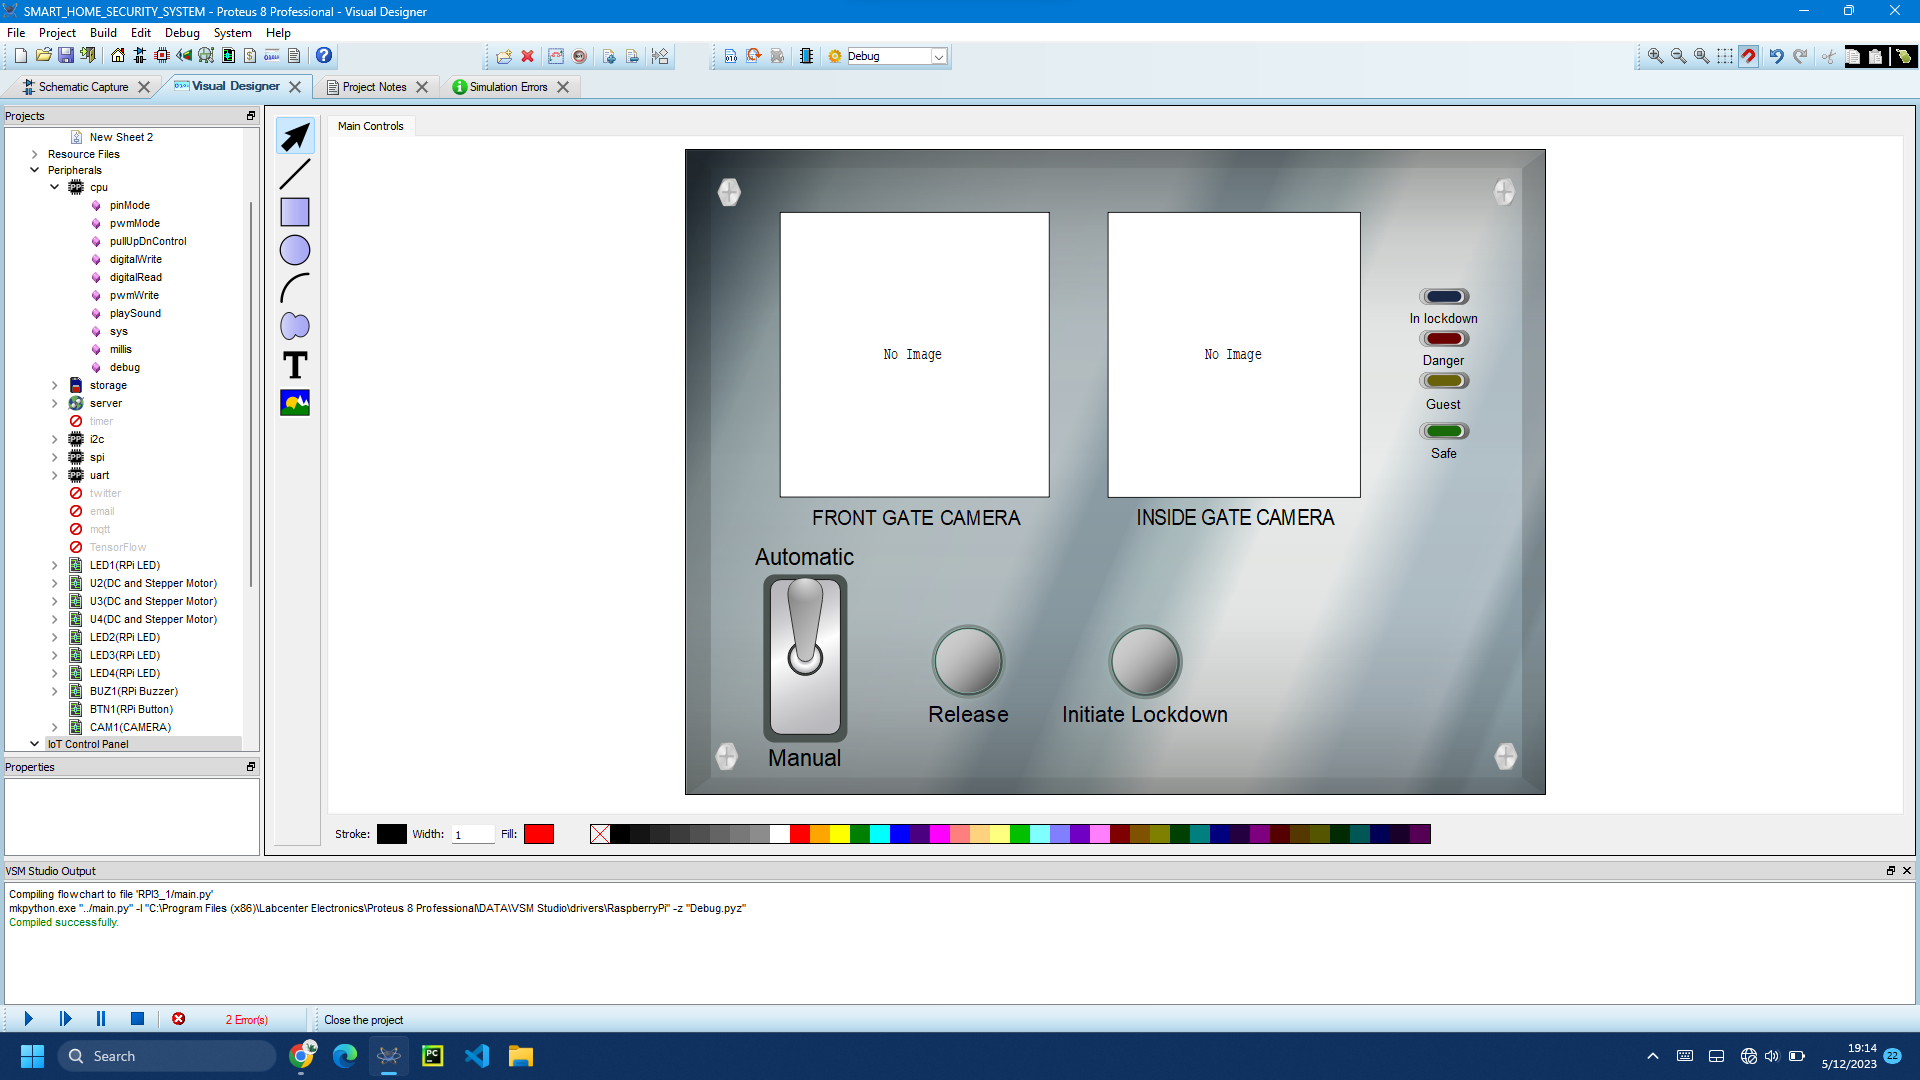 SMART_HOME_SECURITY_SYSTEM - Proteus 8 Professional - Visual Designer
File Project Build Edit Debug System Help
Debug
Schematic Capture
Visual Designer
Project Notes
Simulation Errors
Projects
New Sheet 2
Resource Files
Peripherals
cpu
pinMode
pwmMode
pullUpDnControl
digitalWrite
digitalRead
pwmWrite
playSound
sys
millis
debug
storage
server
timer
i2c
spi
uart
twitter
email
mqtt
TensorFlow
LED1(RPi LED)
U2(DC and Stepper Motor)
U3(DC and Stepper Motor)
U4(DC and Stepper Motor)
LED2(RPi LED)
LED3(RPi LED)
LED4(RPi LED)
BUZ1(RPi Buzzer)
BTN1(RPi Button)
CAM1(CAMERA)
IoT Control Panel
Properties
Main Controls
No Image
No Image
In lockdown
Danger
Guest
Safe
FRONT GATE CAMERA
INSIDE GATE CAMERA
Automatic
Manual
Release
Initiate Lockdown
Stroke: Width: 1 Fill:
VSM Studio Output
Compiling flowchart to file 'RPI3_1/main.py'
mkpython.exe "../main.py" -l "C:\Program Files (x86)\Labcenter Electronics\Proteus 8 Professional\DATA\VSM Studio\drivers\RaspberryPi" -z "Debug.pyz"
Compiled successfully.
2 Error(s)
Close the project
Search
19:14
5/12/2023
22